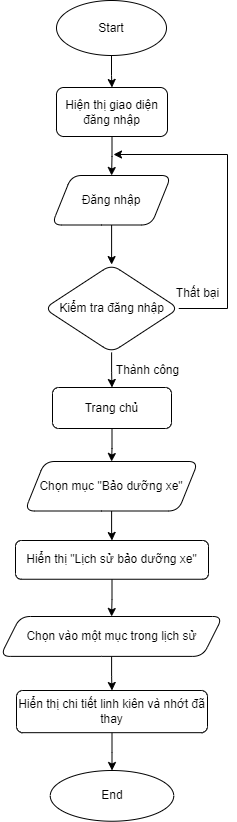 Start
Hiện thị giao diện
đăng nhập
Đăng nhập
Kiểm tra đăng nhập
Thất bại
Thành công
Trang chủ
Chọn mục "Bảo dưỡng xe"
Hiển thị "Lịch sử bảo dưỡng xe"
Chọn vào một mục trong lịch sử
Hiển thị chi tiết linh kiên và nhớt đã
thay
End